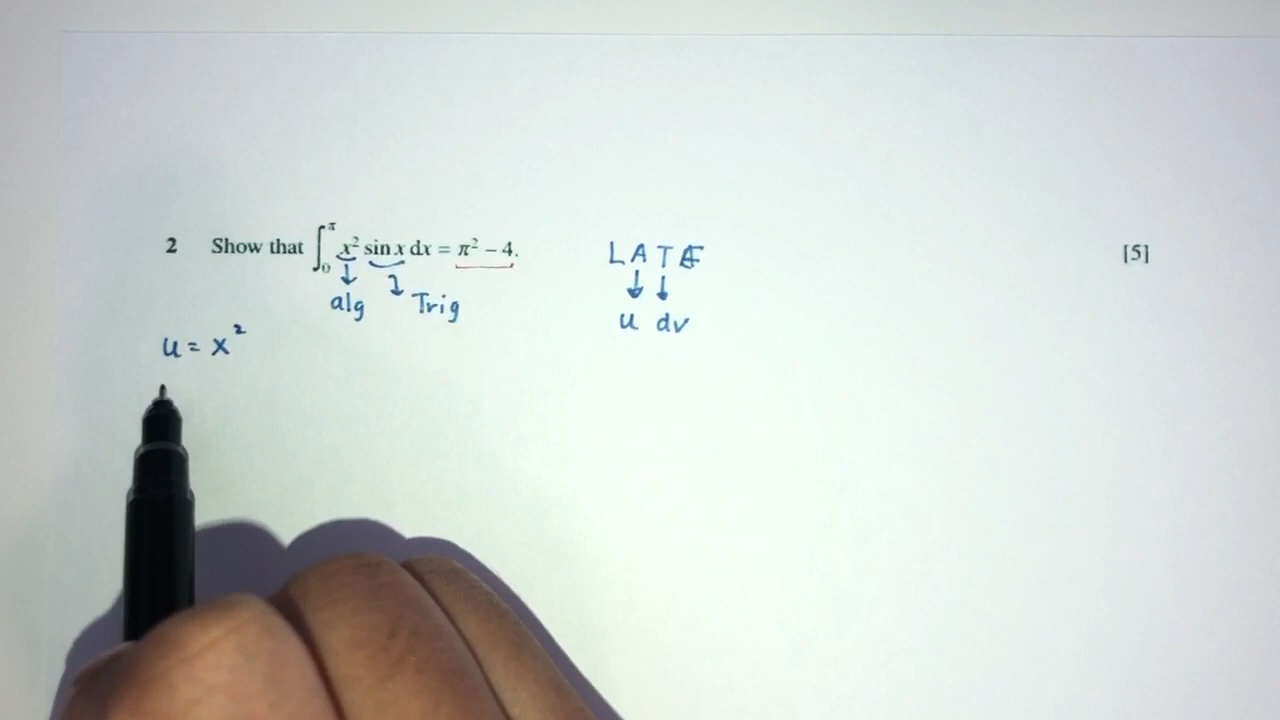 2 Show that ∫₀^π x² sin x dx = π² − 4. LATE [5]
alg Trig u dv
u = x²